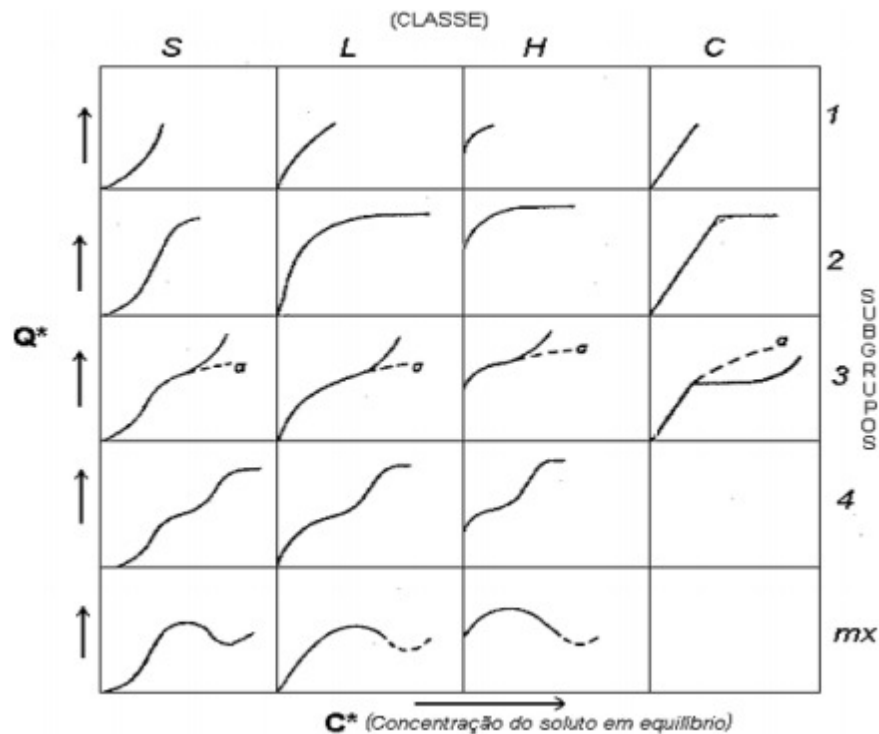 (CLASSE)
S L H C
1
2
Q*
α
σ
α
α
3
SUBGRUPOS
4
mx
C* (Concentração do soluto em equilíbrio)